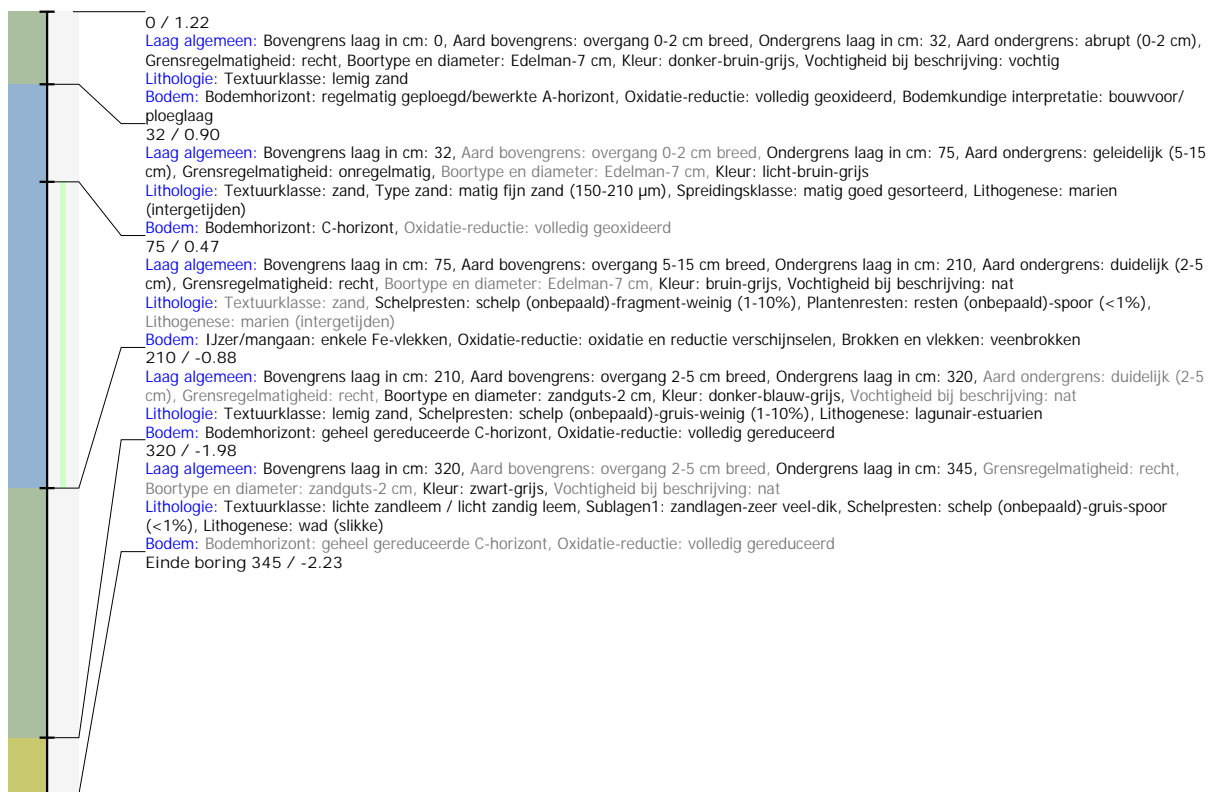 0 / 1.22
Laag algemeen: Bovengrens laag in cm: 0, Aard bovengrens: overgang 0-2 cm breed, Ondergrens laag in cm: 32, Aard ondergrens: abrupt (0-2 cm),
Grensregelmatigheid: recht, Boortype en diameter: Edelman-7 cm, Kleur: donker-bruin-grijs, Vochtigheid bij beschrijving: vochtig
Lithologie: Textuurklasse: lemig zand
Bodem: Bodemhorizont: regelmatig geploegd/bewerkte A-horizont, Oxidatie-reductie: volledig geoxideerd, Bodemkundige interpretatie: bouwvoor/
ploeglaag
32 / 0.90
Laag algemeen: Bovengrens laag in cm: 32, Aard bovengrens: overgang 0-2 cm breed, Ondergrens laag in cm: 75, Aard ondergrens: geleidelijk (5-15
cm), Grensregelmatigheid: onregelmatig, Boortype en diameter: Edelman-7 cm, Kleur: licht-bruin-grijs
Lithologie: Textuurklasse: zand, Type zand: matig fijn zand (150-210 µm), Spreidingsklasse: matig goed gesorteerd, Lithogenese: marien
(intergetijden)
Bodem: Bodemhorizont: C-horizont, Oxidatie-reductie: volledig geoxideerd
75 / 0.47
Laag algemeen: Bovengrens laag in cm: 75, Aard bovengrens: overgang 5-15 cm breed, Ondergrens laag in cm: 210, Aard ondergrens: duidelijk (2-5
cm), Grensregelmatigheid: recht, Boortype en diameter: Edelman-7 cm, Kleur: bruin-grijs, Vochtigheid bij beschrijving: nat
Lithologie: Textuurklasse: zand, Schelpresten: schelp (onbepaald)-fragment-weinig (1-10%), Plantenresten: resten (onbepaald)-spoor (<1%),
Lithogenese: marien (intergetijden)
Bodem: IJzer/mangaan: enkele Fe-vlekken, Oxidatie-reductie: oxidatie en reductie verschijnselen, Brokken en vlekken: veenbrokken
210 / -0.88
Laag algemeen: Bovengrens laag in cm: 210, Aard bovengrens: overgang 2-5 cm breed, Ondergrens laag in cm: 320, Aard ondergrens: duidelijk (2-5
cm), Grensregelmatigheid: recht, Boortype en diameter: zandguts-2 cm, Kleur: donker-blauw-grijs, Vochtigheid bij beschrijving: nat
Lithologie: Textuurklasse: lemig zand, Schelpresten: schelp (onbepaald)-gruis-weinig (1-10%), Lithogenese: lagunair-estuarien
Bodem: Bodemhorizont: geheel gereduceerde C-horizont, Oxidatie-reductie: volledig gereduceerd
320 / -1.98
Laag algemeen: Bovengrens laag in cm: 320, Aard bovengrens: overgang 2-5 cm breed, Ondergrens laag in cm: 345, Grensregelmatigheid: recht,
Boortype en diameter: zandguts-2 cm, Kleur: zwart-grijs, Vochtigheid bij beschrijving: nat
Lithologie: Textuurklasse: lichte zandleem / licht zandig leem, Sublagen1: zandlagen-zeer veel-dik, Schelpresten: schelp (onbepaald)-gruis-spoor
(<1%), Lithogenese: wad (slikke)
Bodem: Bodemhorizont: geheel gereduceerde C-horizont, Oxidatie-reductie: volledig gereduceerd
Einde boring 345 / -2.23